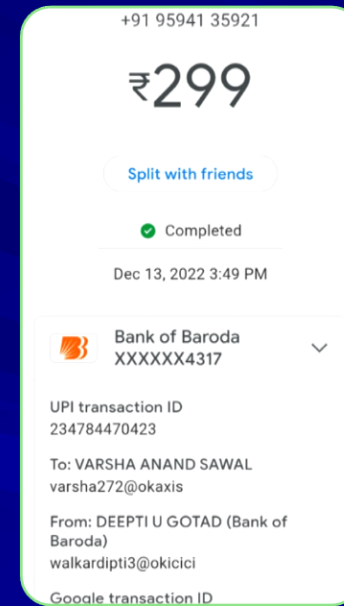 +91 95941 35921
₹299
Split with friends
Completed
Dec 13, 2022 3:49 PM
Bank of Baroda
XXXXXX4317
UPI transaction ID
234784470423
To: VARSHA ANAND SAWAL
varsha272@okaxis
From: DEEPTI U GOTAD (Bank of
Baroda)
walkardipti3@okicici
Google transaction ID